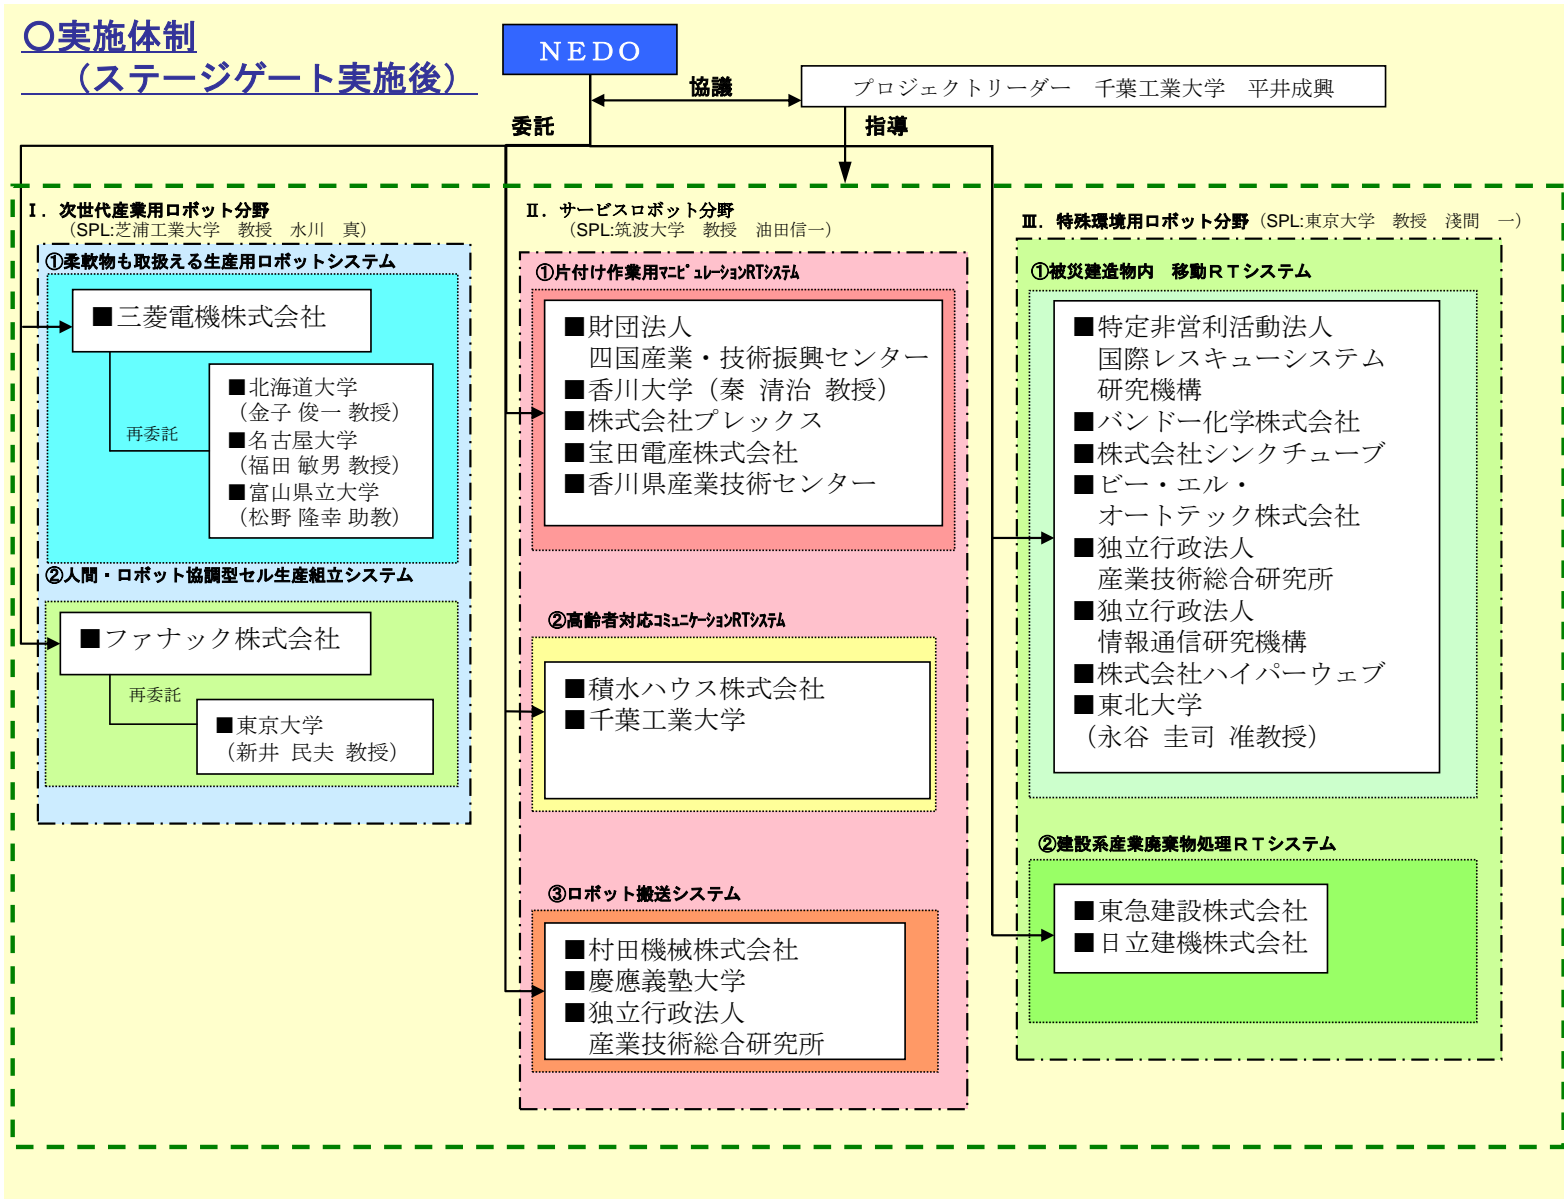 〇実施体制
（ステージゲート実施後）
ＮＥＤＯ
協議
プロジェクトリーダー　千葉工業大学　平井成興
委託
指導
Ⅰ．次世代産業用ロボット分野
（SPL:芝浦工業大学　教授　水川　真）
①柔軟物も取扱える生産用ロボットシステム
■三菱電機株式会社
再委託
■北海道大学
（金子 俊一 教授）
■名古屋大学
（福田 敏男 教授）
■富山県立大学
（松野 隆幸 助教）
②人間・ロボット協調型セル生産組立システム
■ファナック株式会社
再委託
■東京大学
（新井 民夫 教授）
Ⅱ．サービスロボット分野
（SPL:筑波大学　教授　油田信一）
①片付け作業用ﾏﾆﾋﾟｭﾚｰｼｮﾝRTｼｽﾃﾑ
■財団法人
四国産業・技術振興センター
■香川大学（秦 清治 教授）
■株式会社プレックス
■宝田電産株式会社
■香川県産業技術センター
②高齢者対応ｺﾐｭﾆｹｰｼｮﾝRTｼｽﾃﾑ
■積水ハウス株式会社
■千葉工業大学
③ロボット搬送システム
■村田機械株式会社
■慶應義塾大学
■独立行政法人
産業技術総合研究所
Ⅲ．特殊環境用ロボット分野（SPL:東京大学　教授　淺間　一）
①被災建造物内　移動ＲＴシステム
■特定非営利活動法人
国際レスキューシステム
研究機構
■バンドー化学株式会社
■株式会社シンクチューブ
■ビー・エル・
オートテック株式会社
■独立行政法人
産業技術総合研究所
■独立行政法人
情報通信研究機構
■株式会社ハイパーウェブ
■東北大学
（永谷 圭司 准教授）
②建設系産業廃棄物処理ＲＴシステム
■東急建設株式会社
■日立建機株式会社